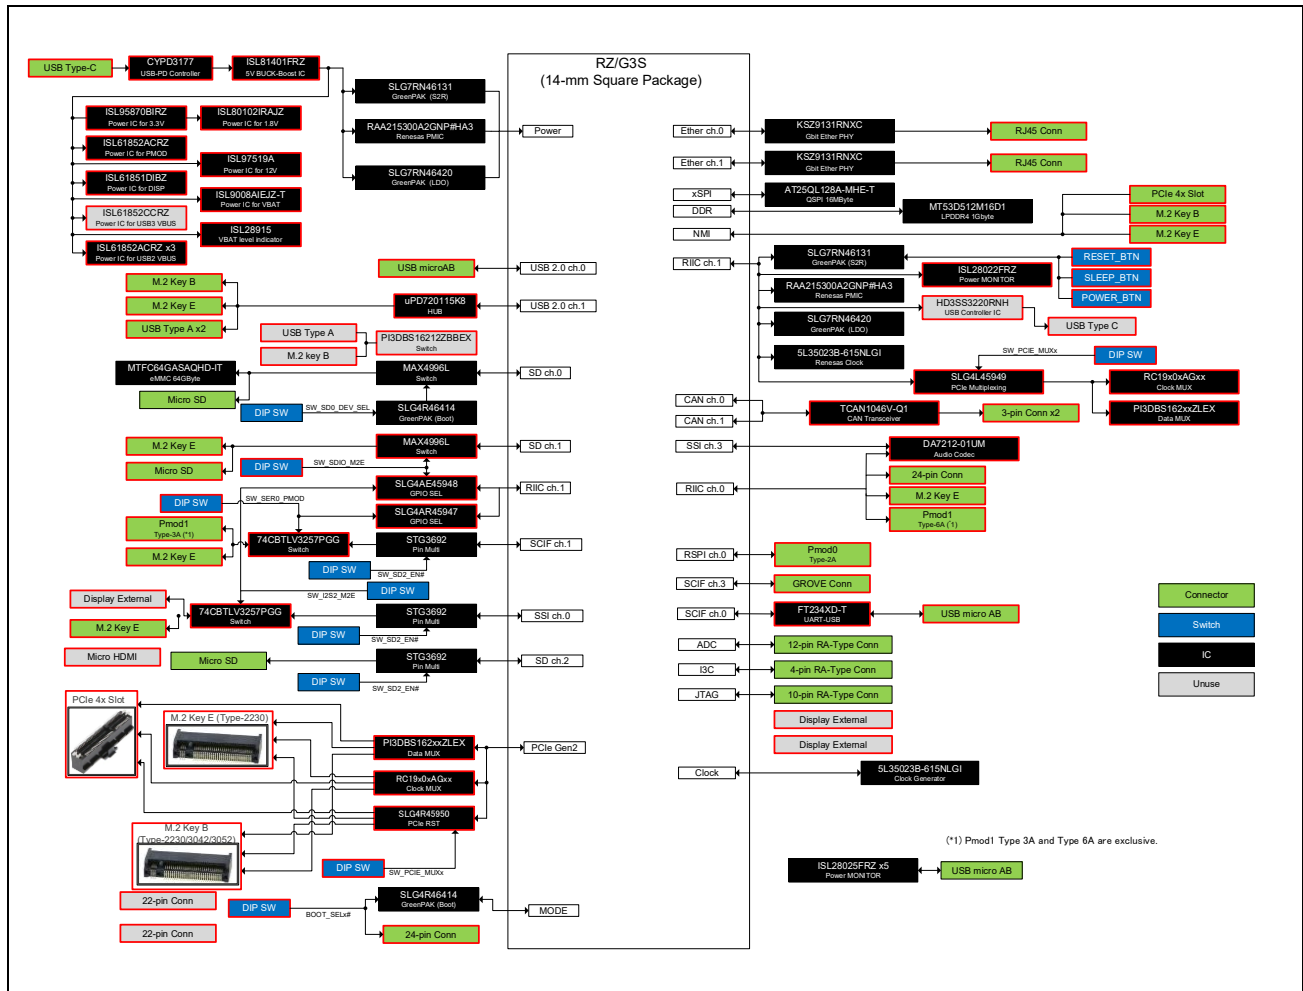 RZ/G3S
(14-mm Square Package)
USB Type-C
CYPD3177
USB-PD Controller
ISL81401FRZ
5V BUCK-Boost IC
ISL95870BIRZ
Power IC for 3.3V
ISL80102IRAJZ
Power IC for 1.8V
ISL61852ACRZ
Power IC for PMOD
ISL97519A
Power IC for 12V
ISL61851DIBZ
Power IC for DISP
ISL9008AIEJZ-T
Power IC for VBAT
ISL61852CCRZ
Power IC for USB3 VBUS
ISL28915
VBAT level indicator
ISL61852ACRZ x3
Power IC for USB2 VBUS
SLG7RN46131
GreenPAK (S2R)
RAA215300A2GNP#HA3
Renesas PMIC
SLG7RN46420
GreenPAK (LDO)
Power
USB microAB
USB 2.0 ch.0
M.2 Key B
M.2 Key E
USB Type A x2
uPD720115K8
HUB
USB 2.0 ch.1
USB Type A
M.2 key B
PI3DBS16212ZBBEX
Switch
MTFC64GASAQHD-IT
eMMC 64GByte
Micro SD
MAX4996L
Switch
SD ch.0
DIP SW
SW_SD0_DEV_SEL
SLG4R46414
GreenPAK (Boot)
M.2 Key E
Micro SD
MAX4996L
Switch
SD ch.1
DIP SW
SW_SDIO_M2E
SLG4AE45948
GPIO SEL
RIIC ch.1
DIP SW
SW_SER0_PMOD
SLG4AR45947
GPIO SEL
Pmod1
Type-3A (*1)
M.2 Key E
74CBTLV3257PGG
Switch
STG3692
Pin Multi
SCIF ch.1
DIP SW
SW_SD2_EN#
DIP SW
SW_I2S2_M2E
Display External
M.2 Key E
74CBTLV3257PGG
Switch
STG3692
Pin Multi
SSI ch.0
DIP SW
SW_SD2_EN#
Micro HDMI
Micro SD
STG3692
Pin Multi
SD ch.2
DIP SW
SW_SD2_EN#
PCIe 4x Slot
M.2 Key E (Type-2230)
PI3DBS162xxZLEX
Data MUX
PCIe Gen2
RC19x0xAGxx
Clock MUX
SLG4R45950
PCIe RST
M.2 Key B
(Type-2230/3042/3052)
DIP SW
SW_PCIE_MUXx
22-pin Conn
DIP SW
BOOT_SELx#
SLG4R46414
GreenPAK (Boot)
MODE
22-pin Conn
24-pin Conn
Ether ch.0
KSZ9131RNXC
Gbit Ether PHY
RJ45 Conn
Ether ch.1
KSZ9131RNXC
Gbit Ether PHY
RJ45 Conn
xSPI
AT25QL128A-MHE-T
QSPI 16MByte
DDR
MT53D512M16D1
LPDDR4 1Gbyte
NMI
PCIe 4x Slot
M.2 Key B
M.2 Key E
RIIC ch.1
SLG7RN46131
GreenPAK (S2R)
RESET_BTN
SLEEP_BTN
POWER_BTN
ISL28022FRZ
Power MONITOR
RAA215300A2GNP#HA3
Renesas PMIC
HD3SS3220RNH
USB Controller IC
USB Type C
SLG7RN46420
GreenPAK (LDO)
5L35023B-615NLGI
Renesas Clock
SW_PCIE_MUXx
DIP SW
SLG4L45949
PCIe Multiplexing
RC19x0xAGxx
Clock MUX
PI3DBS162xxZLEX
Data MUX
CAN ch.0
CAN ch.1
TCAN1046V-Q1
CAN Transceiver
3-pin Conn x2
SSI ch.3
DA7212-01UM
Audio Codec
RIIC ch.0
24-pin Conn
M.2 Key E
Pmod1
Type-6A (*1)
RSPI ch.0
Pmod0
Type-2A
SCIF ch.3
GROVE Conn
SCIF ch.0
FT234XD-T
UART-USB
USB micro AB
ADC
12-pin RA-Type Conn
I3C
4-pin RA-Type Conn
JTAG
10-pin RA-Type Conn
Display External
Display External
Clock
5L35023B-615NLGI
Clock Generator
Connector
Switch
IC
Unuse
(*1) Pmod1 Type 3A and Type 6A are exclusive.
ISL28025FRZ x5
Power MONITOR
USB micro AB